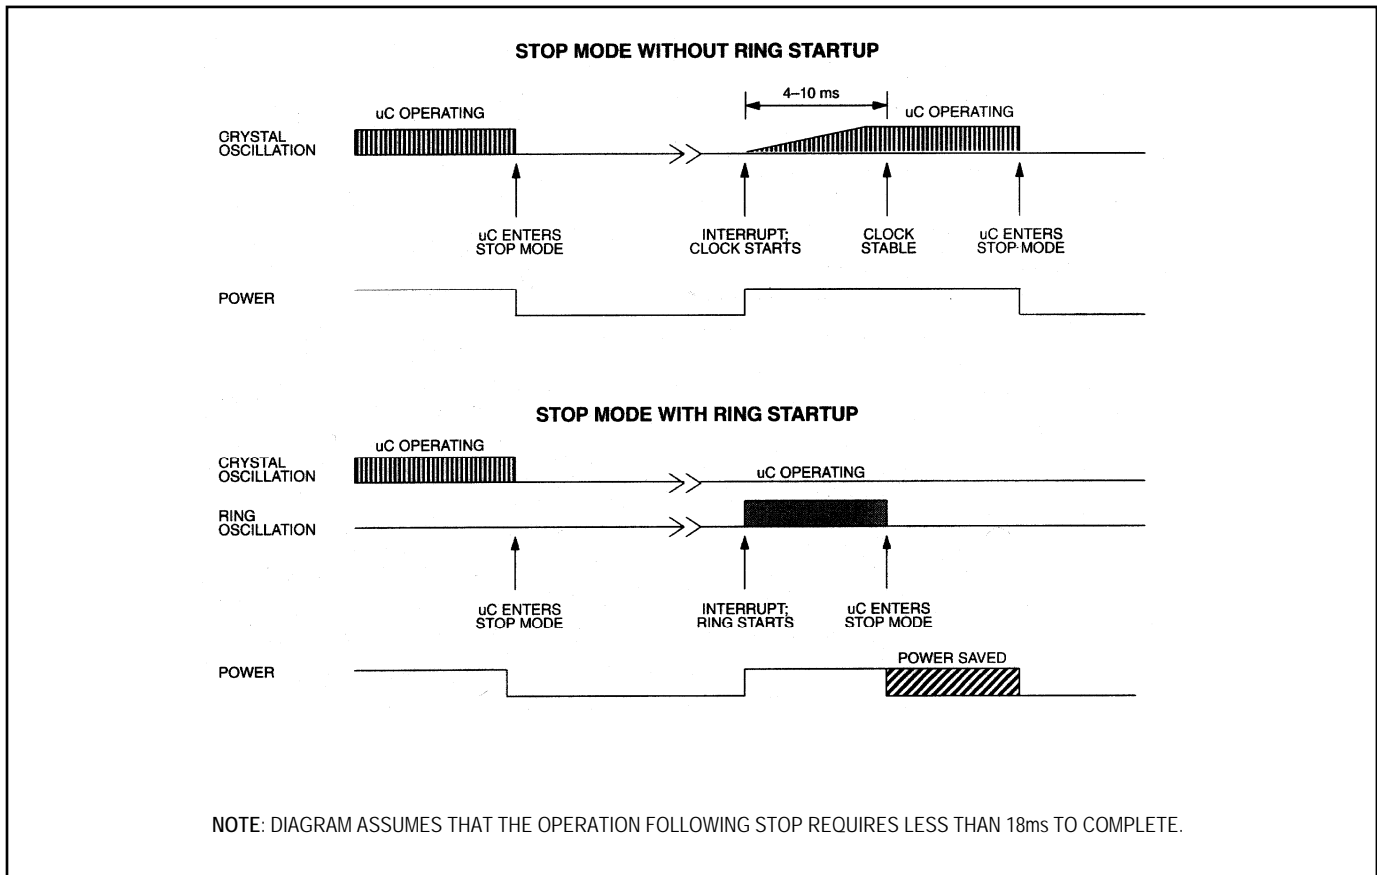 STOP MODE WITHOUT RING STARTUP
4–10 ms
uC OPERATING
uC OPERATING
CRYSTAL
OSCILLATION
uC ENTERS
STOP MODE
INTERRUPT;
CLOCK STARTS
CLOCK
STABLE
uC ENTERS
STOP MODE
POWER
STOP MODE WITH RING STARTUP
uC OPERATING
CRYSTAL
OSCILLATION
uC OPERATING
RING
OSCILLATION
uC ENTERS
STOP MODE
INTERRUPT;
RING STARTS
uC ENTERS
STOP MODE
POWER SAVED
POWER
NOTE: DIAGRAM ASSUMES THAT THE OPERATION FOLLOWING STOP REQUIRES LESS THAN 18ms TO COMPLETE.